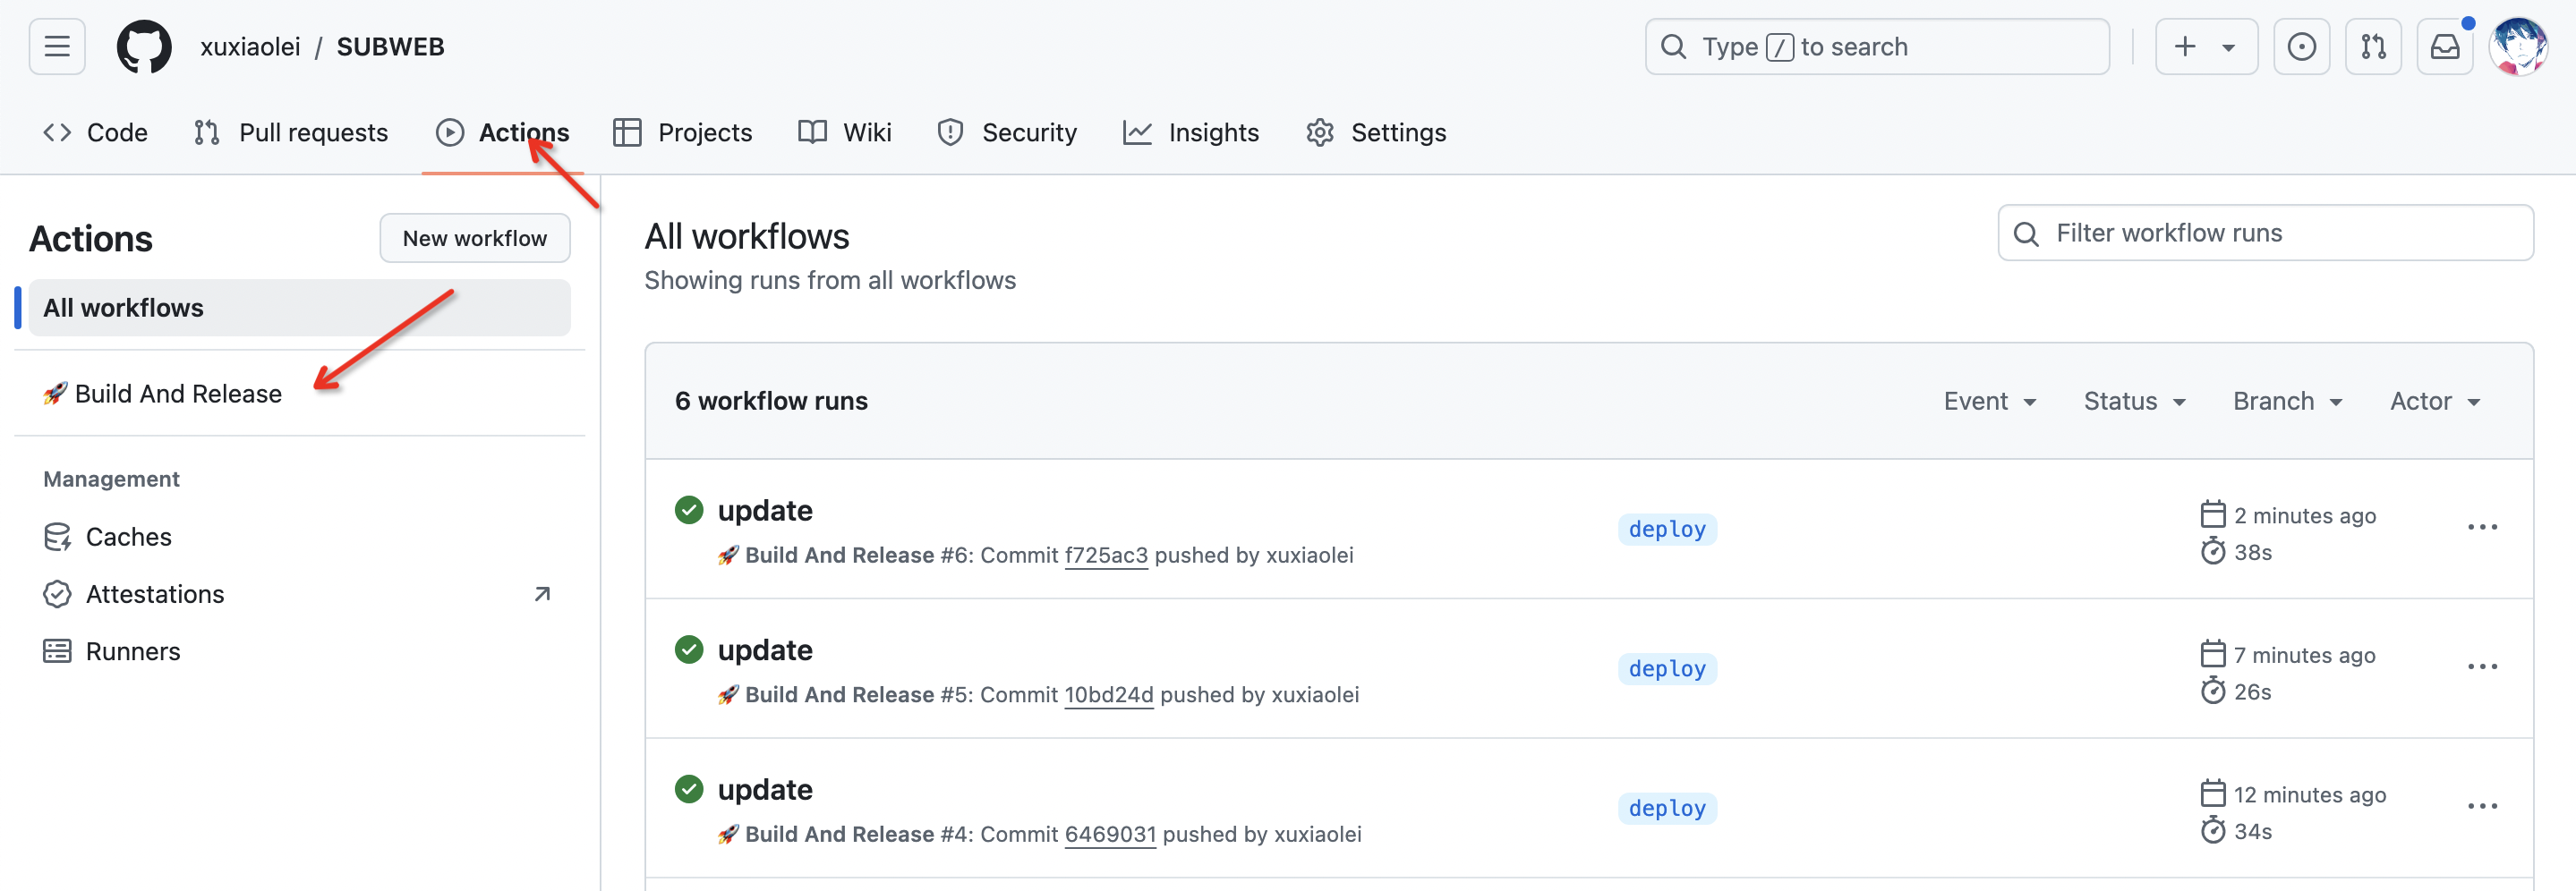 xuxiaolei / SUBWEB
Type / to search
Code Pull requests Actions Projects Wiki Security Insights Settings
Actions
New workflow
All workflows
🚀 Build And Release
Management
Caches
Attestations
Runners
All workflows
Showing runs from all workflows
Filter workflow runs
6 workflow runs
Event Status Branch Actor
update
🚀 Build And Release #6: Commit f725ac3 pushed by xuxiaolei
deploy
2 minutes ago
38s
update
🚀 Build And Release #5: Commit 10bd24d pushed by xuxiaolei
deploy
7 minutes ago
26s
update
🚀 Build And Release #4: Commit 6469031 pushed by xuxiaolei
deploy
12 minutes ago
34s